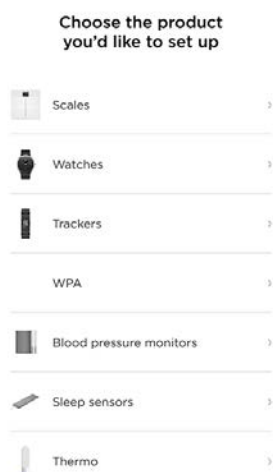 Choose the product
you'd like to set up
Scales
Watches
Trackers
WPA
Blood pressure monitors
Sleep sensors
Thermo